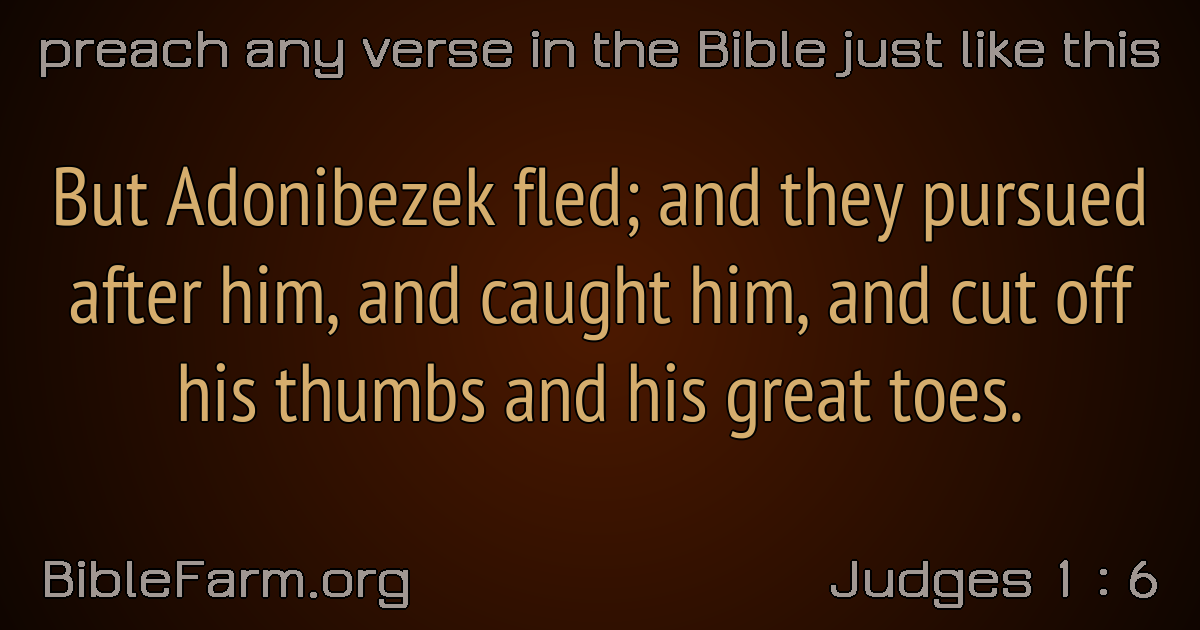 preach any verse in the Bible just like this
But Adonibezek fled; and they pursued
after him, and caught him, and cut off
his thumbs and his great toes.
BibleFarm.org
Judges 1 : 6